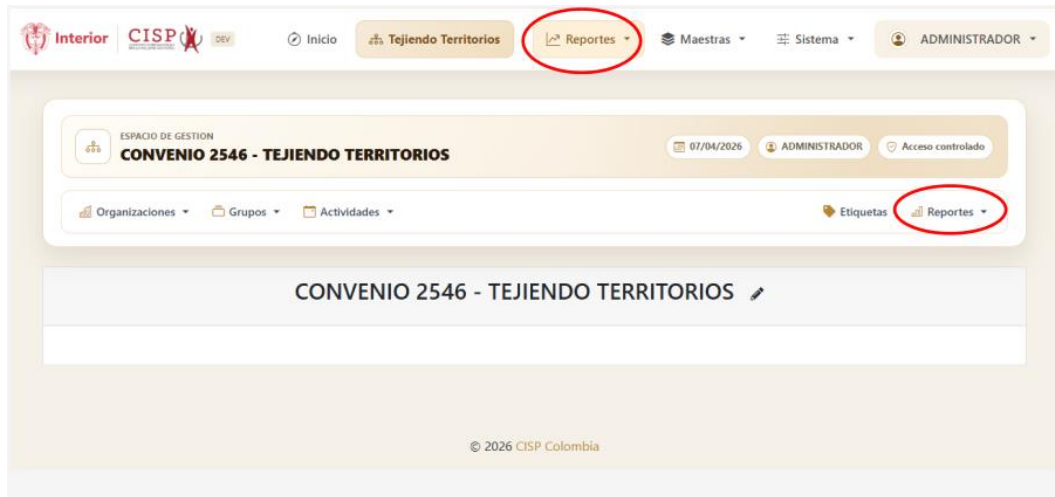 Interior CISP DEV Inicio Tejiendo Territorios Reportes Maestras Sistema ADMINISTRADOR
ESPACIO DE GESTION
CONVENIO 2546 - TEJIENDO TERRITORIOS
07/04/2026 ADMINISTRADOR Acceso controlado
Organizaciones Grupos Actividades Etiquetas Reportes
CONVENIO 2546 - TEJIENDO TERRITORIOS
© 2026 CISP Colombia